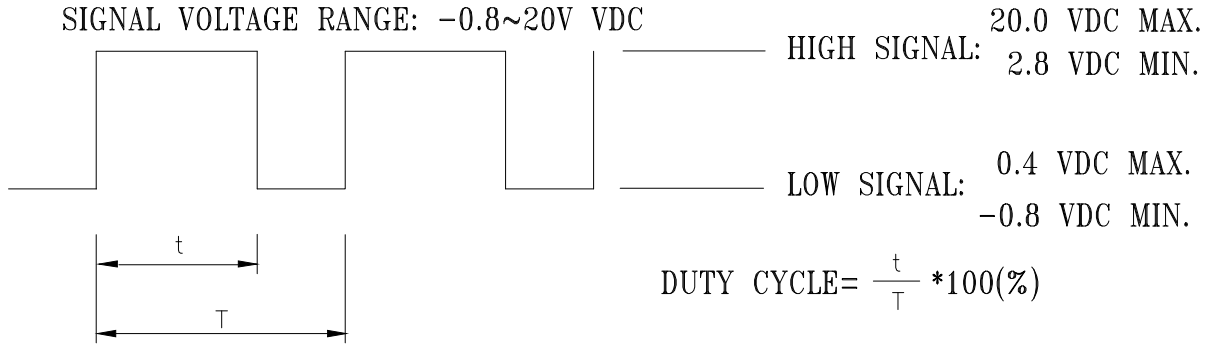 SIGNAL VOLTAGE RANGE: -0.8~20V VDC
HIGH SIGNAL: 20.0 VDC MAX.
2.8 VDC MIN.
LOW SIGNAL: 0.4 VDC MAX.
-0.8 VDC MIN.
t
T
DUTY CYCLE= t/T *100(%)